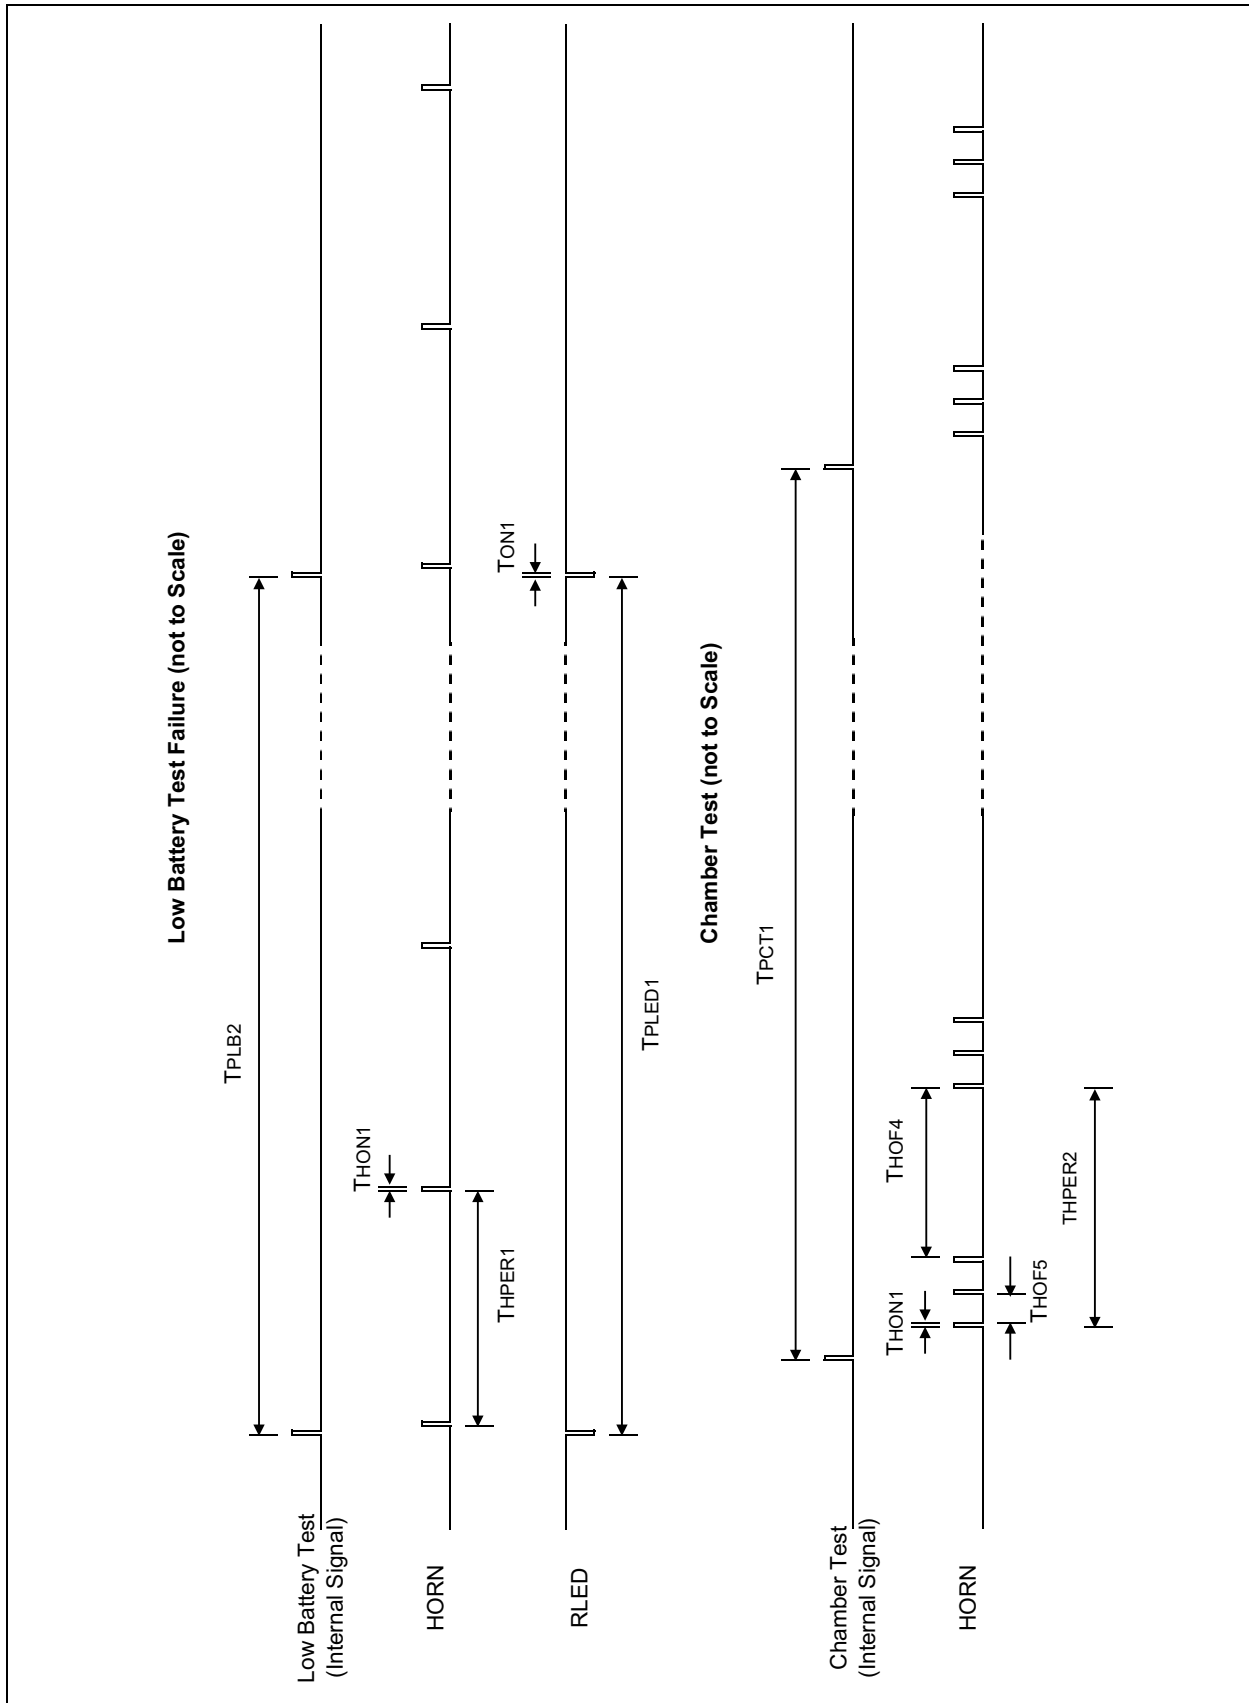 Low Battery Test Failure (not to Scale)
TPLB2
Low Battery Test
(Internal Signal)
THON1
HORN
THPER1
TON1
RLED
TPLED1
Chamber Test (not to Scale)
TPCT1
Chamber Test
(Internal Signal)
THON1
THOF4
HORN
THOF5
THPER2